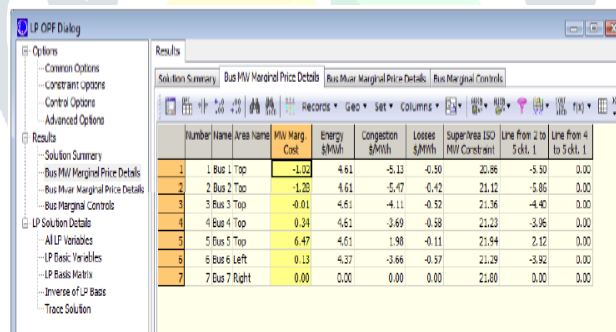 LP OPF Dialog
Options
Common Options
Constraint Options
Control Options
Advanced Options
Results
Solution Summary
Bus MW Marginal Price Details
Bus Mvar Marginal Price Details
Bus Marginal Controls
LP Solution Details
All LP Variables
LP Basic Variables
LP Basis Matrix
Inverse of LP Basis
Trace Solution
Results
Solution Summary Bus MW Marginal Price Details Bus Mvar Marginal Price Details Bus Marginal Controls
Records Geo Set Columns f(x)
Number Name Area Name MW Marg. Cost Energy $/MWh Congestion $/MWh Losses $/MWh SuperArea ISO MW Constraint Line from 2 to 5 ckt. 1 Line from 4 to 5 ckt. 1
1 1 Bus 1 Top -1.02 4.61 -5.13 -0.50 20.86 -5.50 0.00
2 2 Bus 2 Top -1.28 4.61 -5.47 -0.42 21.12 -5.86 0.00
3 3 Bus 3 Top -0.01 4.61 -4.11 -0.52 21.36 -4.40 0.00
4 4 Bus 4 Top 0.34 4.61 -3.69 -0.58 21.23 -3.96 0.00
5 5 Bus 5 Top 6.47 4.61 1.98 -0.11 21.94 2.12 0.00
6 6 Bus 6 Left 0.13 4.37 -3.66 -0.57 21.29 -3.92 0.00
7 7 Bus 7 Right 0.00 0.00 0.00 0.00 21.80 0.00 0.00